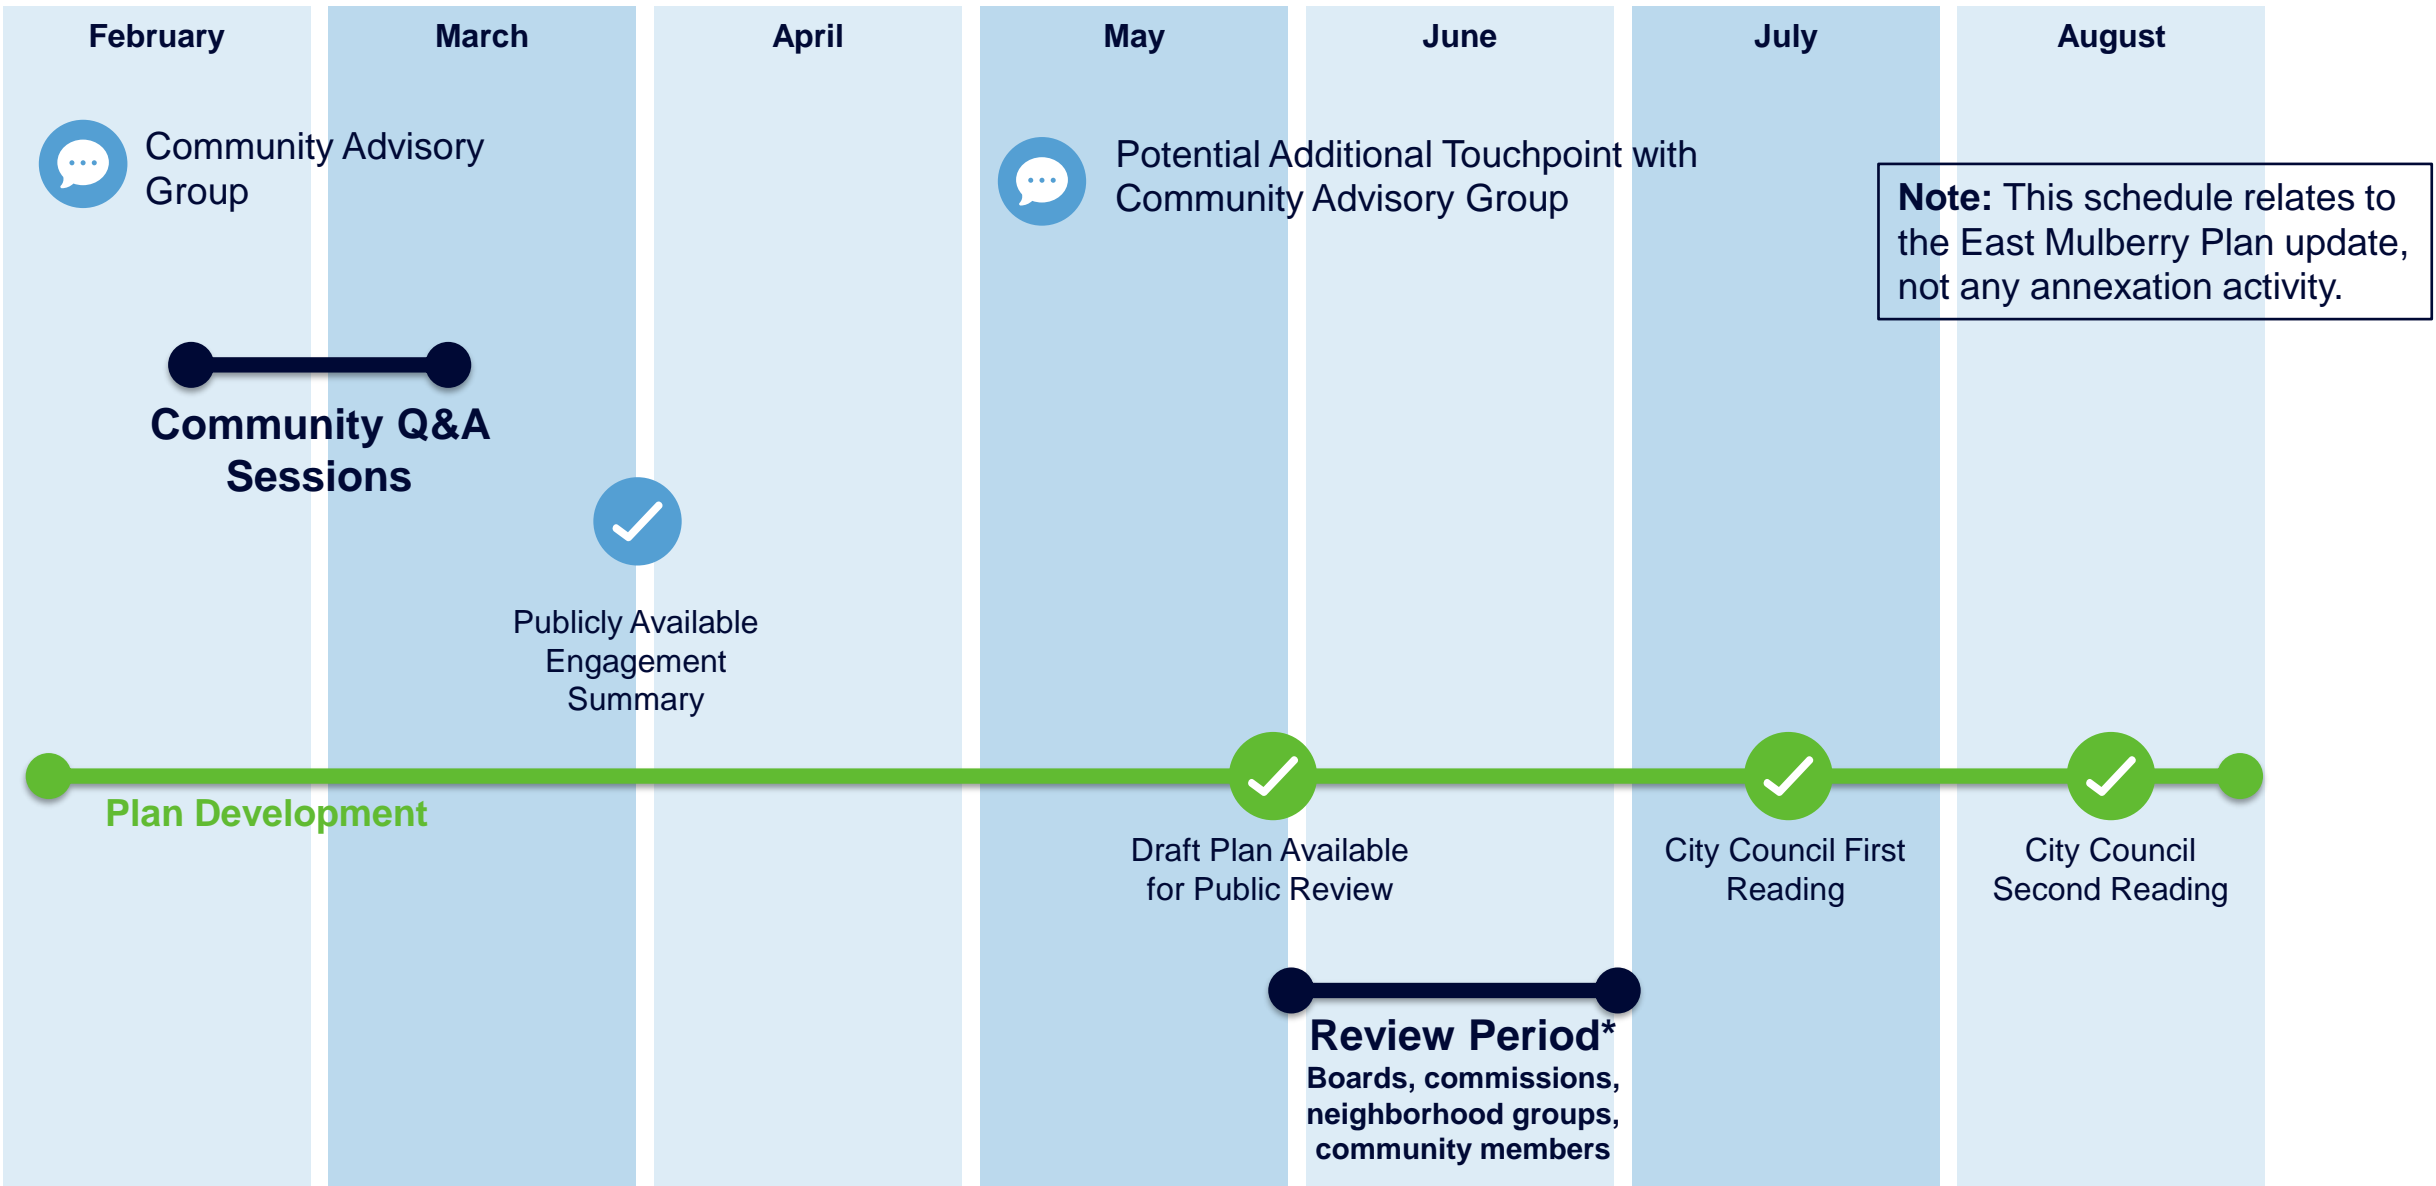 February
March
April
May
June
July
August
Community Advisory
Group
Potential Additional Touchpoint with
Community Advisory Group
Note: This schedule relates to
the East Mulberry Plan update,
not any annexation activity.
Community Q&A
Sessions
Publicly Available
Engagement
Summary
Plan Development
Draft Plan Available
for Public Review
City Council First
Reading
City Council
Second Reading
Review Period*
Boards, commissions,
neighborhood groups,
community members